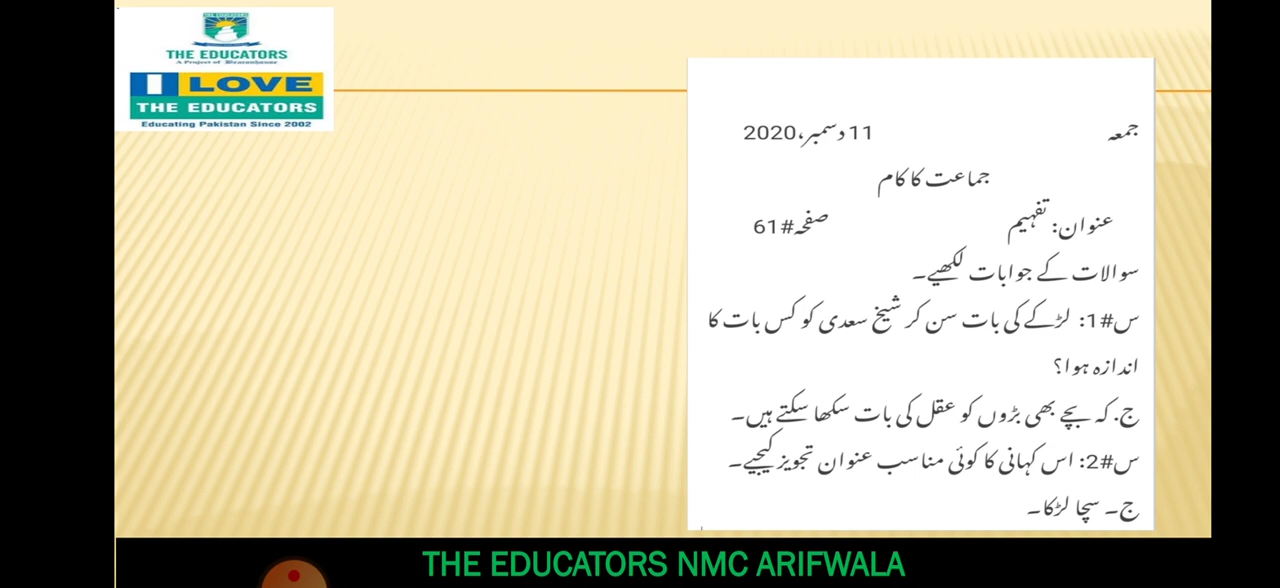 THE EDUCATORS
A Project of Beaconhouse
I LOVE
THE EDUCATORS
Educating Pakistan Since 2002
جمعہ 11 دسمبر، 2020
جماعت کا کام
عنوان: تفہیم صفحہ#61
سوالات کے جوابات لکھیے۔
س#1: لڑکے کی بات سن کر شیخ سعدی کو کس بات کا
اندازہ ہوا؟
ج. کہ بچے بھی بڑوں کو عقل کی بات سکھا سکتے ہیں۔
س#2: اس کہانی کا کوئی مناسب عنوان تجویز کیجیے۔
ج۔ سچا لڑکا۔
THE EDUCATORS NMC ARIFWALA